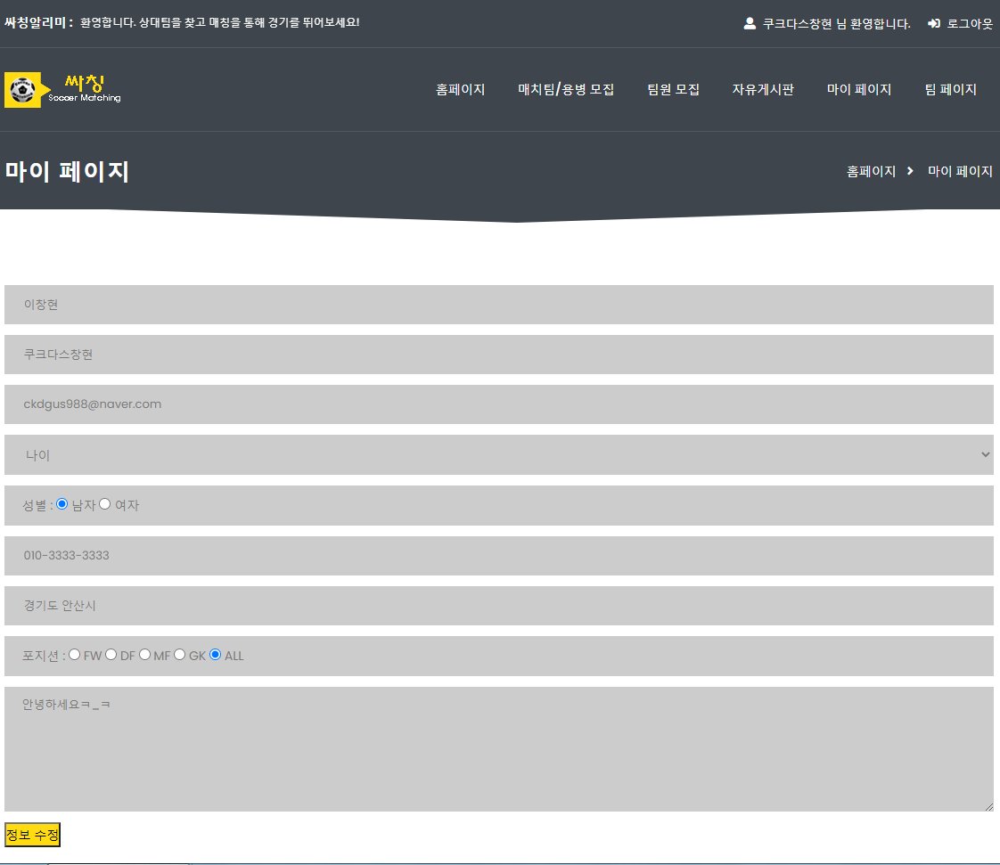 싸칭알리미 : 환영합니다. 상대팀을 찾고 매칭을 통해 경기를 뛰어보세요!
쿠크다스창현 님 환영합니다. 로그아웃
싸칭
Soccer Matching
홈페이지 매치팀/용병 모집 팀원 모집 자유게시판 마이 페이지 팀 페이지
마이 페이지
홈페이지 마이 페이지
이창현
쿠크다스창현
ckdgus988@naver.com
나이
성별 : 남자 여자
010-3333-3333
경기도 안산시
포지션 : FW DF MF GK ALL
안녕하세요ㅋ_ㅋ
정보 수정